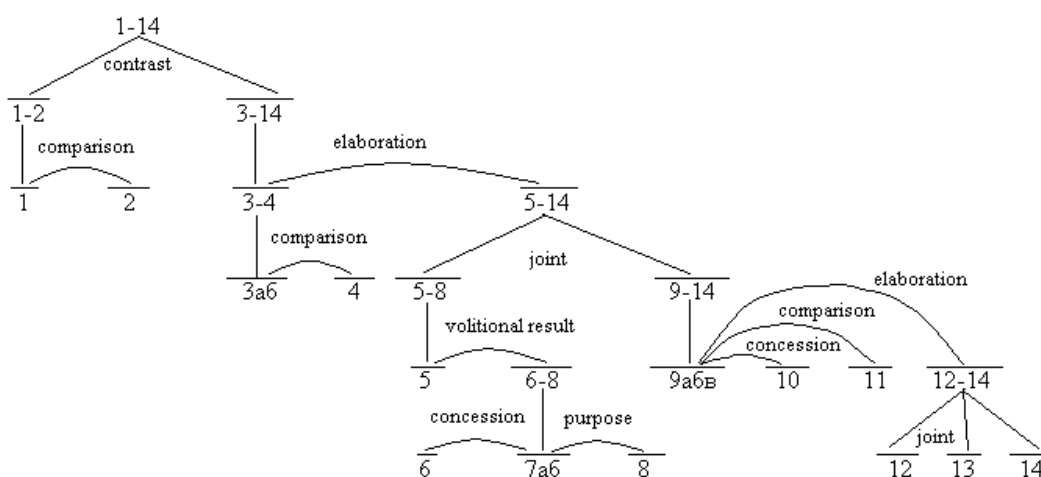 1-14
contrast
1-2 3-14
comparison elaboration
1 2 3-4 5-14
comparison joint elaboration
3аб 4 5-8 9-14
volitional result comparison
concession
5 6-8 9абв 10 11 12-14
concession purpose joint
6 7аб 8 12 13 14